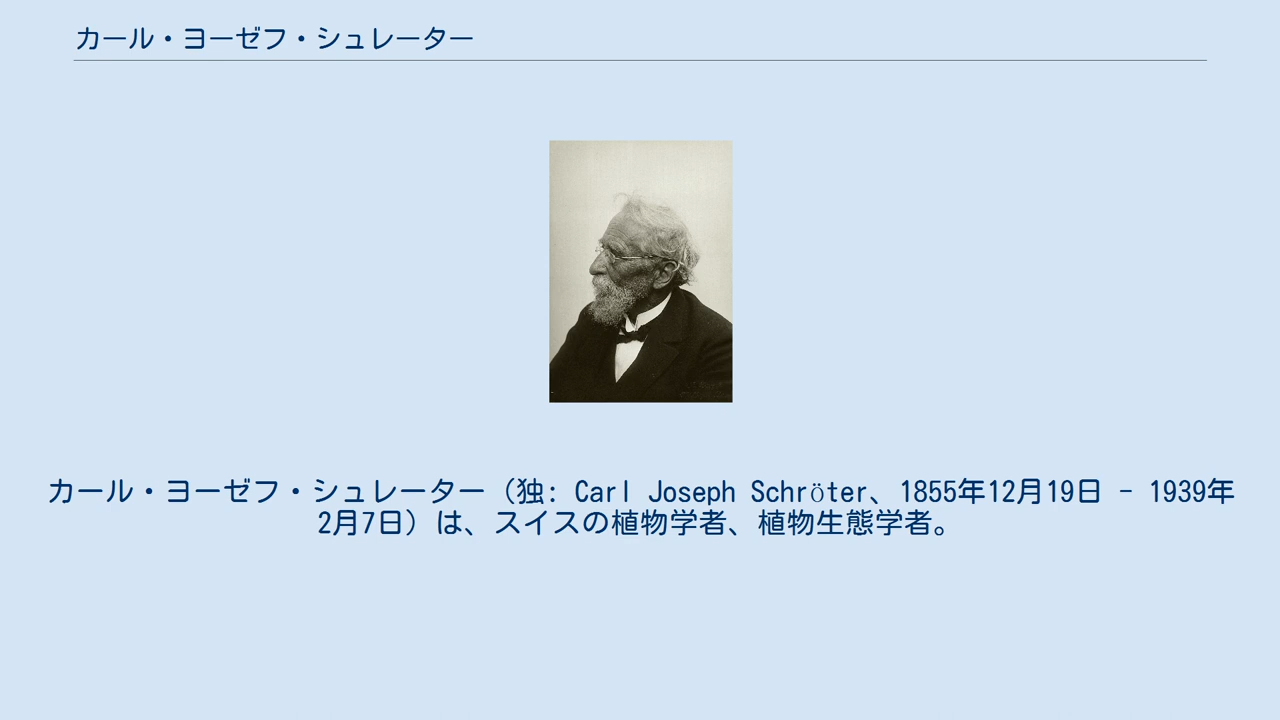 カール・ヨーゼフ・シュレーター
カール・ヨーゼフ・シュレーター（独: Carl Joseph Schröter、1855年12月19日 - 1939年
2月7日）は、スイスの植物学者、植物生態学者。